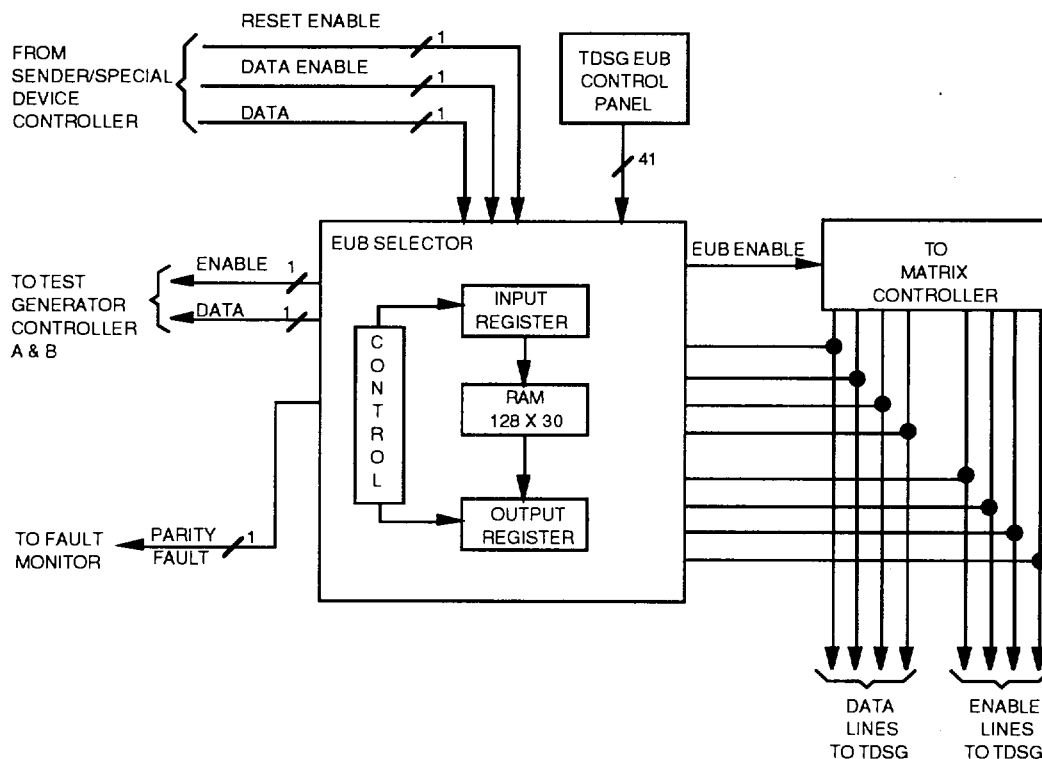 RESET ENABLE
1
FROM
SENDER/SPECIAL
DEVICE
CONTROLLER
DATA ENABLE
1
DATA
1
TDSG EUB
CONTROL
PANEL
41
EUB SELECTOR
EUB ENABLE
TO
MATRIX
CONTROLLER
TO TEST
GENERATOR
CONTROLLER
A & B
ENABLE
1
DATA
1
CONTROL
INPUT
REGISTER
RAM
128 X 30
OUTPUT
REGISTER
TO FAULT
MONITOR
PARITY
FAULT
1
DATA
LINES
TO TDSG
ENABLE
LINES
TO TDSG